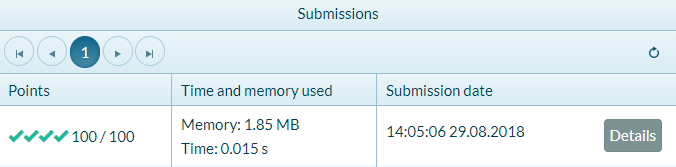 Submissions
1
Points
Time and memory used
Submission date
100 / 100
Memory: 1.85 MB
Time: 0.015 s
14:05:06 29.08.2018
Details